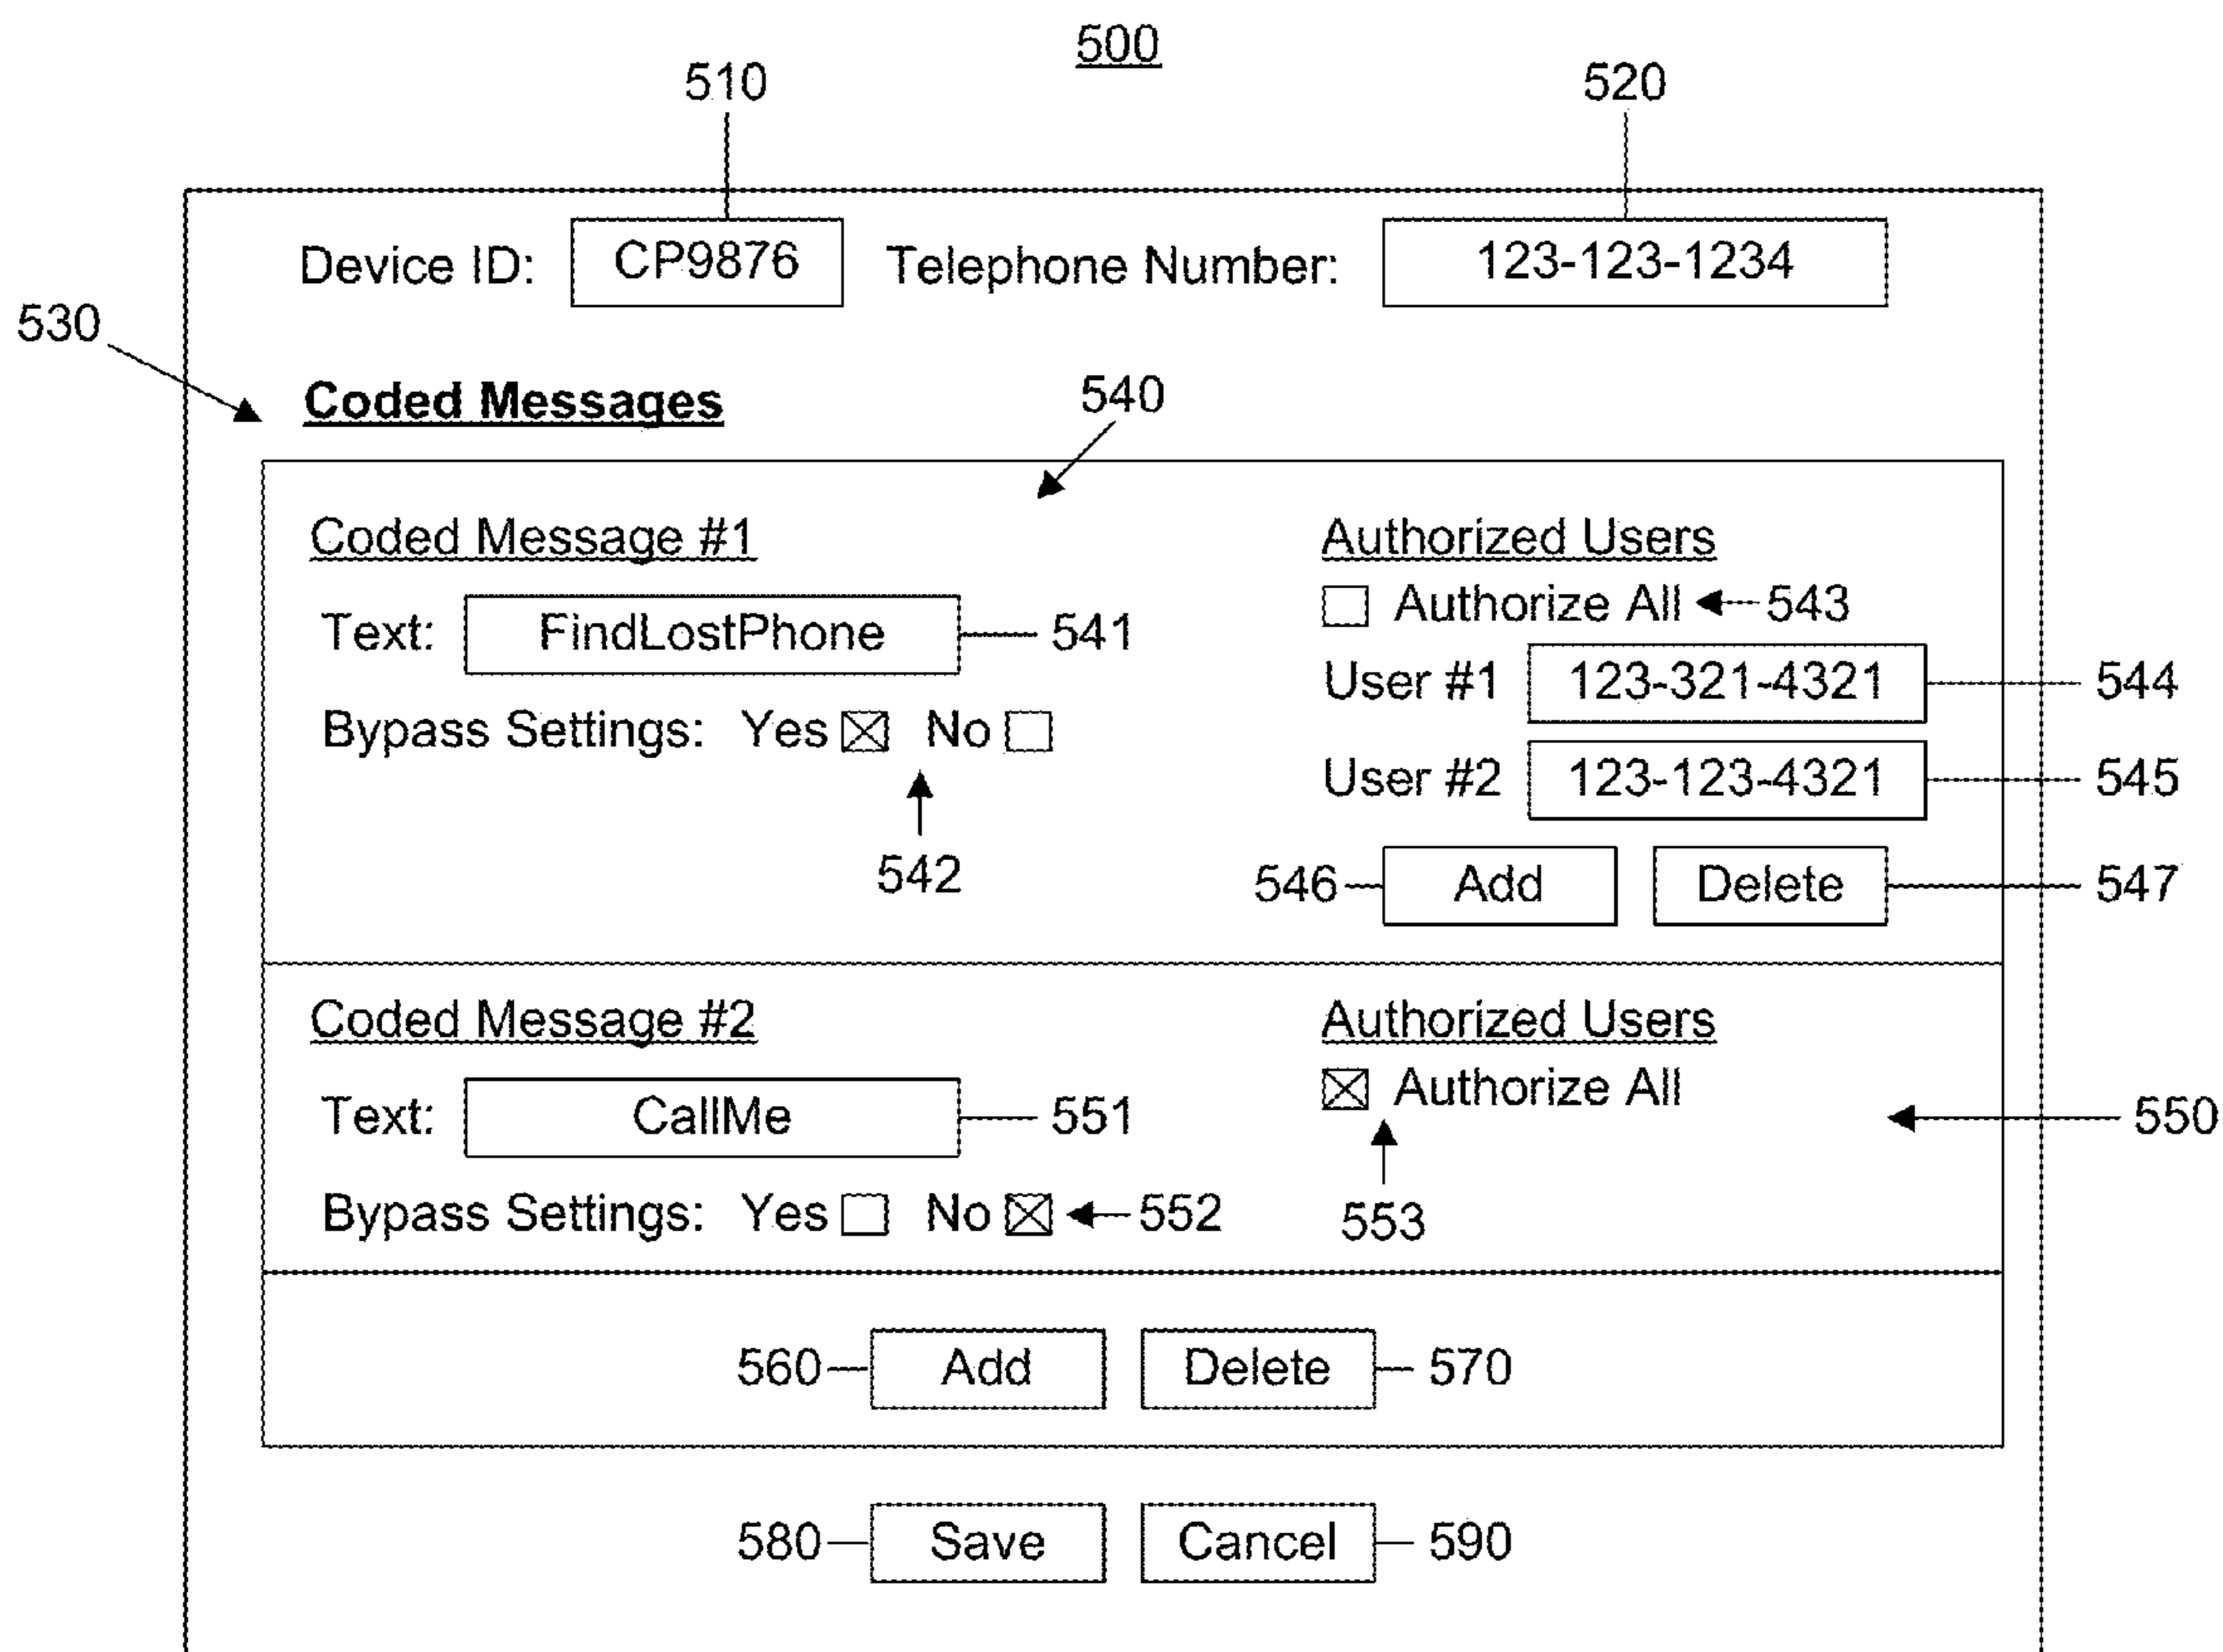 500
510 520
Device ID: CP9876 Telephone Number: 123-123-1234
530
Coded Messages 540
Coded Message #1 Authorized Users
Authorize All 543
Text: FindLostPhone 541
User #1 123-321-4321 544
Bypass Settings: Yes No
User #2 123-123-4321 545
542
546 Add Delete 547
Coded Message #2 Authorized Users
Authorize All
Text: CallMe 551 550
Bypass Settings: Yes No 552 553
560 Add Delete 570
580 Save Cancel 590